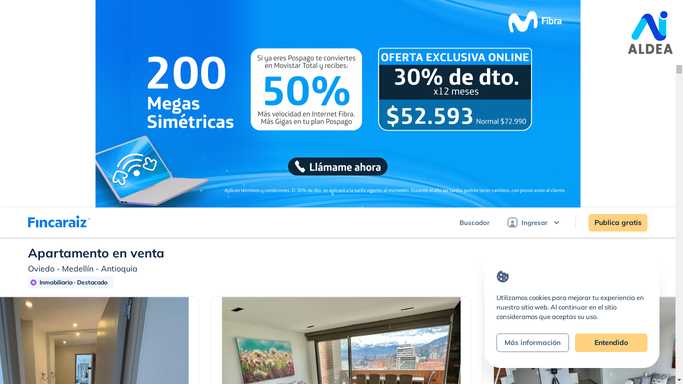 Fibra
ALDEA
200
Megas
Simétricas
Si ya eres Pospago te conviertes
en Movistar Total y recibes.
50%
Más velocidad en Internet Fibra.
Más Gigas en tu plan Pospago
OFERTA EXCLUSIVA ONLINE
30% de dto.
x12 meses
$52.593 Normal $72.990
Llámame ahora
Fincaraiz
Buscador
Ingresar
Publica gratis
Apartamento en venta
Oviedo - Medellín - Antioquia
Inmobiliaria · Destacado
Utilizamos cookies para mejorar tu experiencia en
nuestro sitio web. Al continuar en el sitio
consideramos que aceptas su uso.
Más información
Entendido